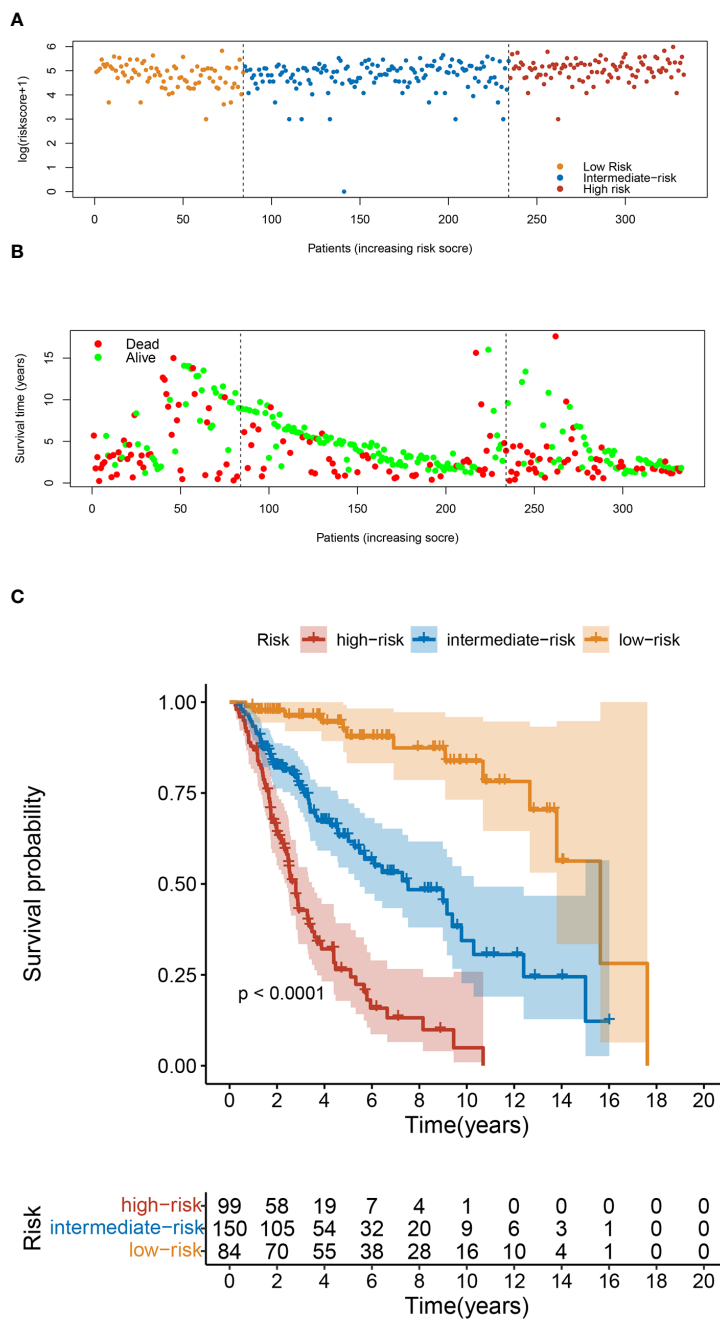 A
log(riskscore+1)
6
5
4
3
2
1
0
Low Risk
Intermediate-risk
High risk
0 50 100 150 200 250 300
Patients (increasing risk socre)
B
Survival time (years)
15
10
5
0
Dead
Alive
0 50 100 150 200 250 300
Patients (increasing socre)
C
Risk high-risk intermediate-risk low-risk
Survival probability
1.00
0.75
0.50
0.25
0.00
p < 0.0001
0 2 4 6 8 10 12 14 16 18 20
Time(years)
Risk
high-risk 99 58 19 7 4 1 0 0 0 0 0
intermediate-risk 150 105 54 32 20 9 6 3 1 0 0
low-risk 84 70 55 38 28 16 10 4 1 0 0
0 2 4 6 8 10 12 14 16 18 20
Time(years)